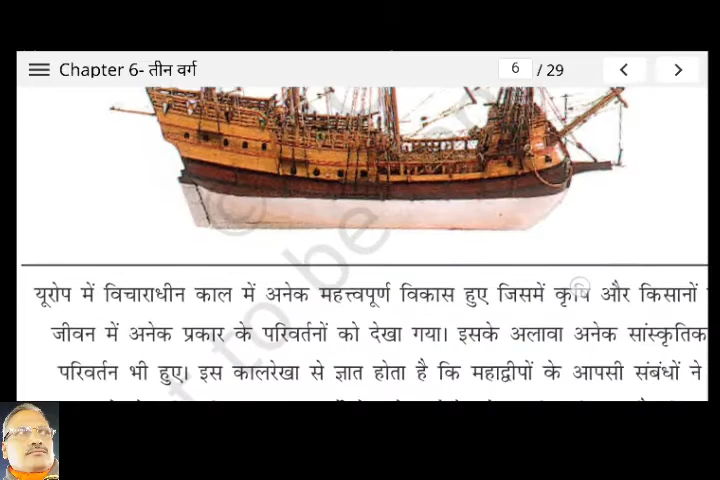 Chapter 6- तीन वर्ग
6 / 29
यूरोप में विचाराधीन काल में अनेक महत्त्वपूर्ण विकास हुए जिसमें कृषि और किसानों
जीवन में अनेक प्रकार के परिवर्तनों को देखा गया। इसके अलावा अनेक सांस्कृतिक
परिवर्तन भी हुए। इस कालरेखा से ज्ञात होता है कि महाद्वीपों के आपसी संबंधों ने